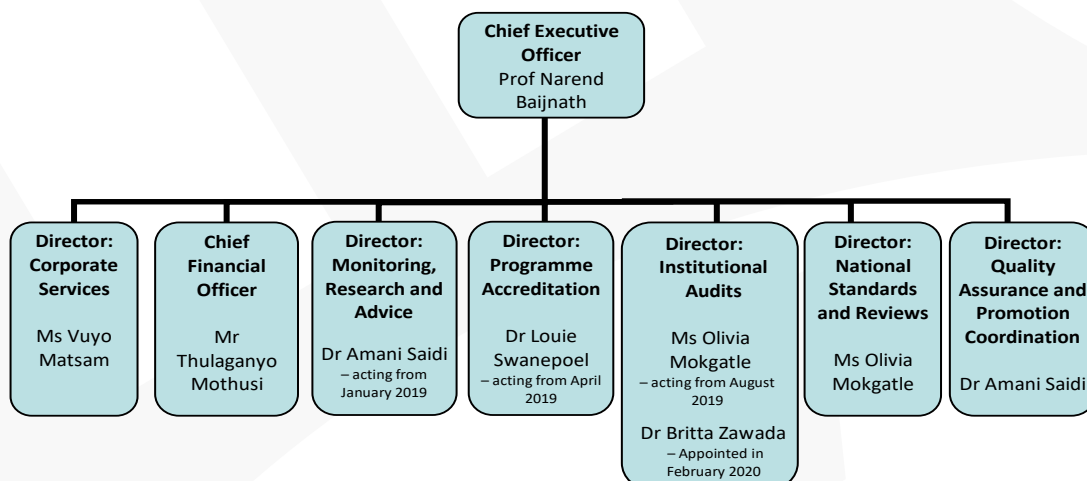 Chief Executive
Officer
Prof Narend
Baijnath
Director:
Corporate
Services
Ms Vuyo
Matsam
Chief
Financial
Officer
Mr
Thulaganyo
Mothusi
Director:
Monitoring,
Research and
Advice
Dr Amani Saidi
– acting from
January 2019
Director:
Programme
Accreditation
Dr Louie
Swanepoel
– acting from April
2019
Director:
Institutional
Audits
Ms Olivia
Mokgatle
– acting from August
2019
Dr Britta Zawada
– Appointed in
February 2020
Director:
National
Standards
and Reviews
Ms Olivia
Mokgatle
Director:
Quality
Assurance and
Promotion
Coordination
Dr Amani Saidi